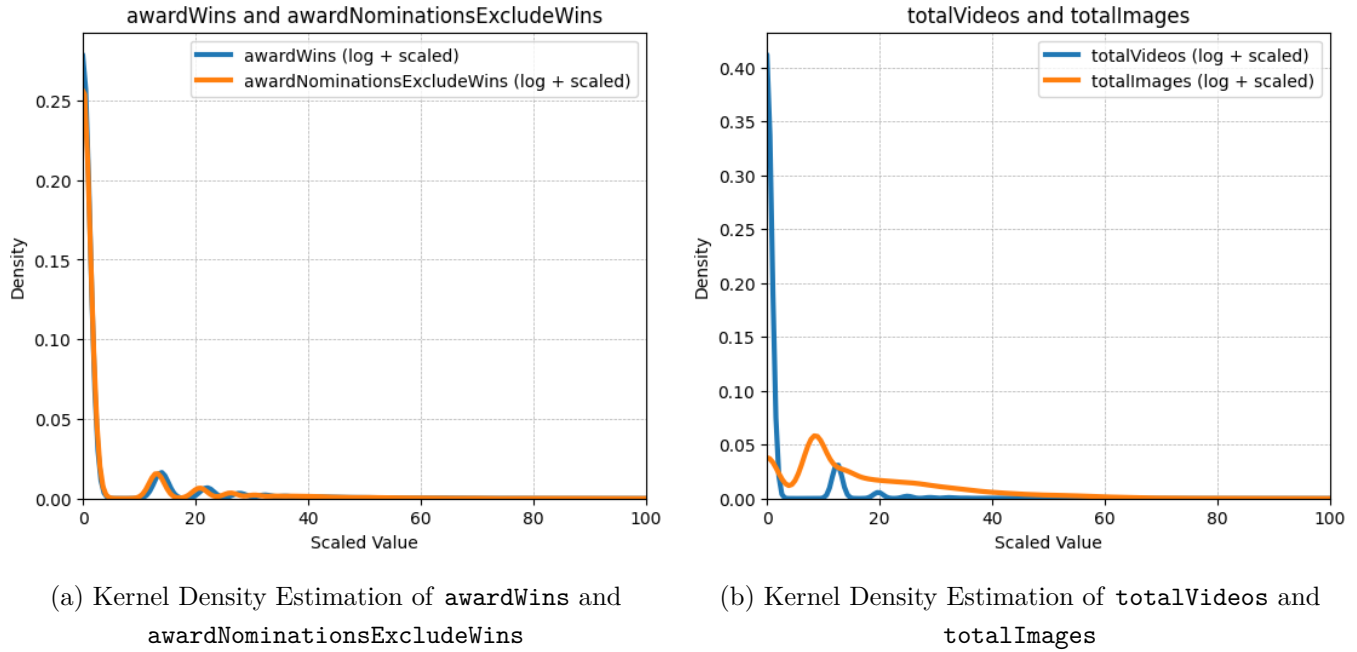 awardWins and awardNominationsExcludeWins
awardWins (log + scaled)
awardNominationsExcludeWins (log + scaled)
Density
0.25
0.20
0.15
0.10
0.05
0.00
0 20 40 60 80 100
Scaled Value
(a) Kernel Density Estimation of awardWins and
awardNominationsExcludeWins
totalVideos and totalImages
totalVideos (log + scaled)
totalImages (log + scaled)
Density
0.40
0.35
0.30
0.25
0.20
0.15
0.10
0.05
0.00
0 20 40 60 80 100
Scaled Value
(b) Kernel Density Estimation of totalVideos and
totalImages